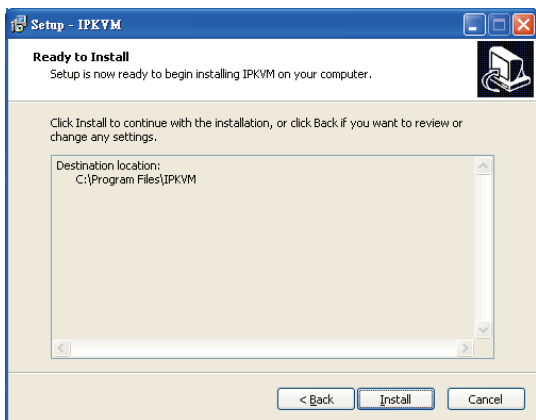 Setup - IPKVM
Ready to Install
Setup is now ready to begin installing IPKVM on your computer.
Click Install to continue with the installation, or click Back if you want to review or
change any settings.
Destination location:
C:\Program Files\IPKVM
< Back
Install
Cancel